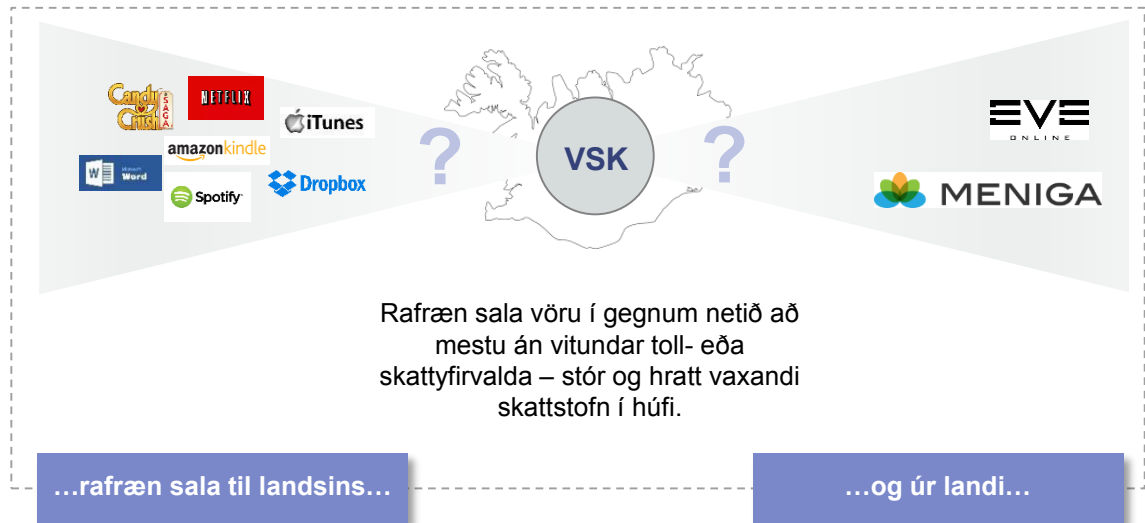 Candy
Crush
SAGA
NETFLIX
iTunes
amazonkindle
W
Microsoft
Word
Spotify
Dropbox
?
VSK
?
EVE
ONLINE
MENIGA
Rafræn sala vöru í gegnum netið að
mestu án vitundar toll- eða
skattyfirvalda – stór og hratt vaxandi
skattstofn í húfi.
…rafræn sala til landsins…
…og úr landi…